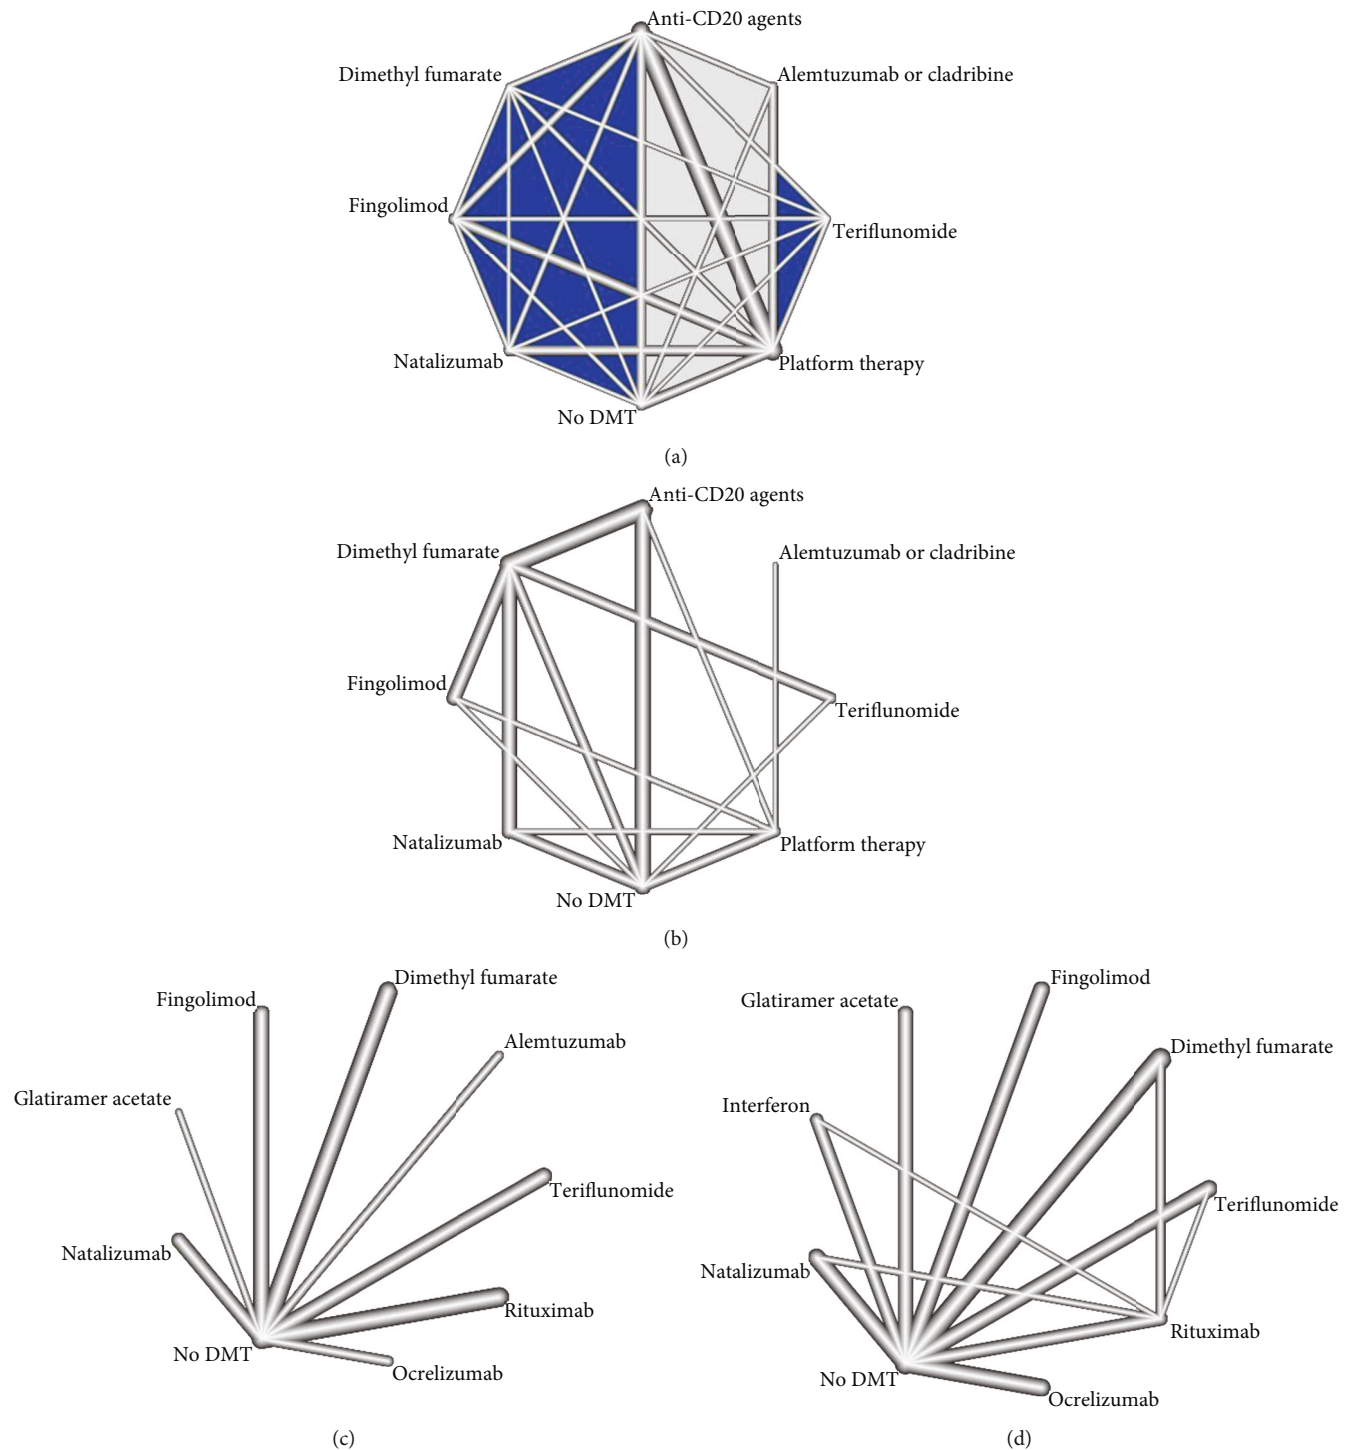 Anti-CD20 agents
Dimethyl fumarate
Alemtuzumab or cladribine
Fingolimod
Teriflunomide
Natalizumab
Platform therapy
No DMT
(a)
Anti-CD20 agents
Dimethyl fumarate
Alemtuzumab or cladribine
Fingolimod
Teriflunomide
Natalizumab
Platform therapy
No DMT
(b)
Dimethyl fumarate
Fingolimod
Alemtuzumab
Glatiramer acetate
Teriflunomide
Natalizumab
Rituximab
No DMT
Ocrelizumab
(c)
Fingolimod
Glatiramer acetate
Dimethyl fumarate
Interferon
Teriflunomide
Natalizumab
Rituximab
No DMT
Ocrelizumab
(d)